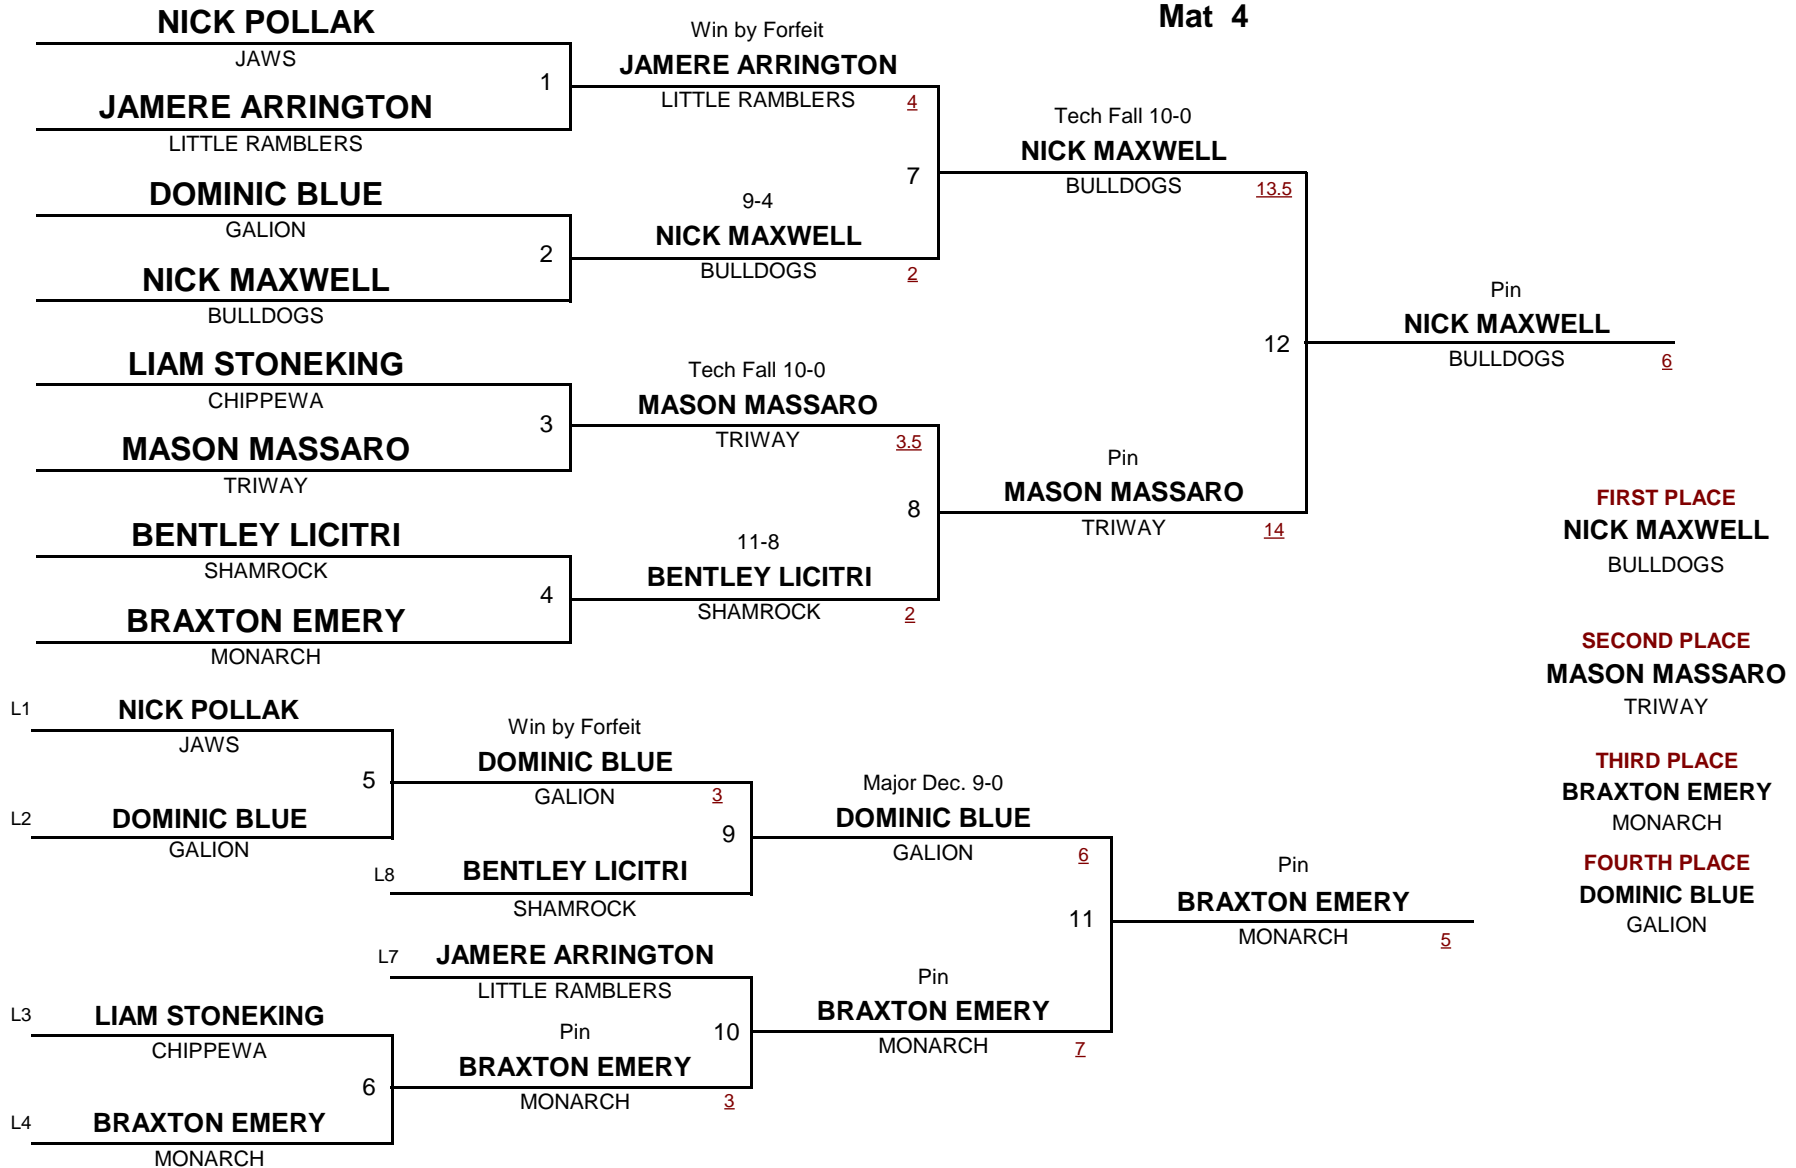 Mat 4
NICK POLLAK
JAWS
1
JAMERE ARRINGTON
LITTLE RAMBLERS
DOMINIC BLUE
GALION
2
NICK MAXWELL
BULLDOGS
LIAM STONEKING
CHIPPEWA
3
MASON MASSARO
TRIWAY
BENTLEY LICITRI
SHAMROCK
4
BRAXTON EMERY
MONARCH
Win by Forfeit
JAMERE ARRINGTON
LITTLE RAMBLERS 4
7
9-4
NICK MAXWELL
BULLDOGS 2
Tech Fall 10-0
MASON MASSARO
TRIWAY 3.5
8
11-8
BENTLEY LICITRI
SHAMROCK 2
Tech Fall 10-0
NICK MAXWELL
BULLDOGS 13.5
12
Pin
MASON MASSARO
TRIWAY 14
Pin
NICK MAXWELL
BULLDOGS 6
FIRST PLACE
NICK MAXWELL
BULLDOGS
SECOND PLACE
MASON MASSARO
TRIWAY
THIRD PLACE
BRAXTON EMERY
MONARCH
FOURTH PLACE
DOMINIC BLUE
GALION
L1 NICK POLLAK
JAWS
5
L2 DOMINIC BLUE
GALION
L3 LIAM STONEKING
CHIPPEWA
6
L4 BRAXTON EMERY
MONARCH
Win by Forfeit
DOMINIC BLUE
GALION 3
9
L8 BENTLEY LICITRI
SHAMROCK
L7 JAMERE ARRINGTON
LITTLE RAMBLERS
10
Pin
BRAXTON EMERY
MONARCH 3
Major Dec. 9-0
DOMINIC BLUE
GALION 6
11
Pin
BRAXTON EMERY
MONARCH 7
Pin
BRAXTON EMERY
MONARCH 5